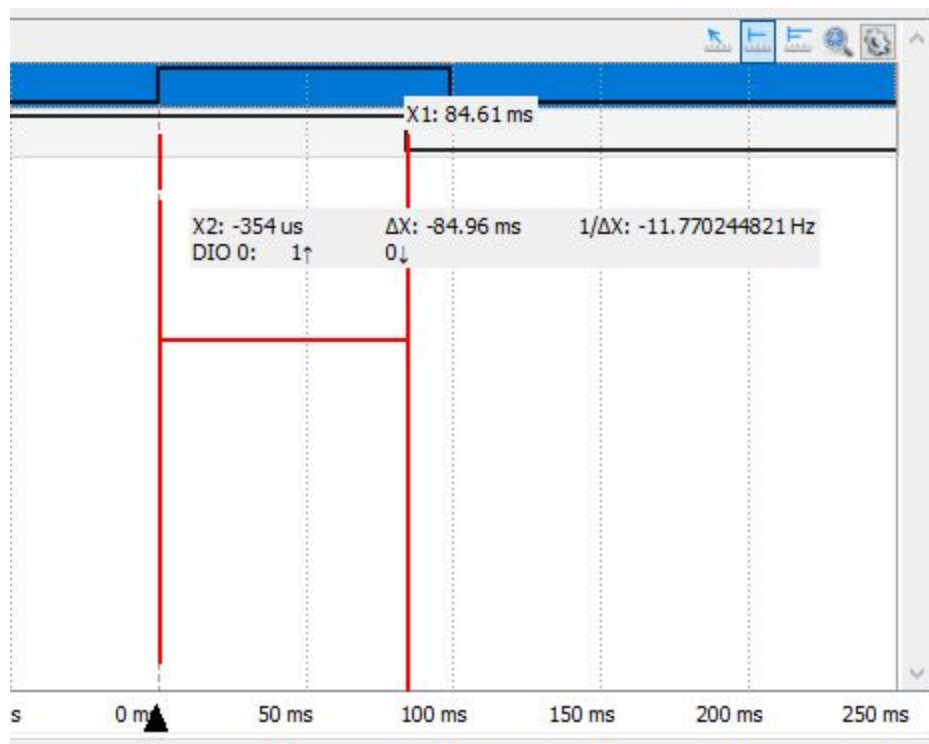 X1: 84.61 ms
X2: -354 us ΔX: -84.96 ms 1/ΔX: -11.770244821 Hz
DIO 0: 1↑ 0↓
s 0 ms 50 ms 100 ms 150 ms 200 ms 250 ms